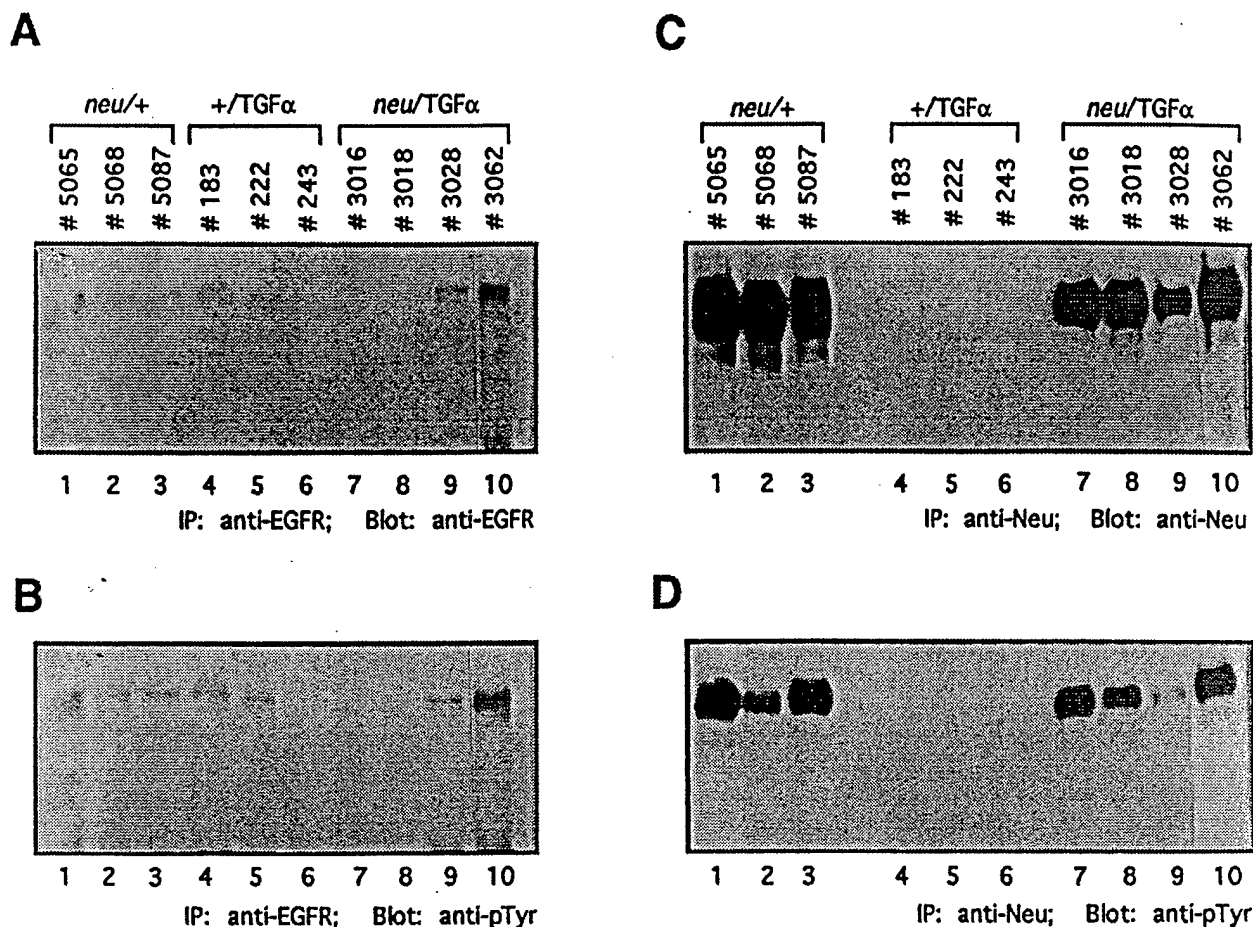 A
neu/+ +/TGFα neu/TGFα
# 5065 # 5068 # 5087 # 183 # 222 # 243 # 3016 # 3018 # 3028 # 3062
1 2 3 4 5 6 7 8 9 10
IP: anti-EGFR; Blot: anti-EGFR
B
1 2 3 4 5 6 7 8 9 10
IP: anti-EGFR; Blot: anti-pTyr
C
neu/+ +/TGFα neu/TGFα
# 5065 # 5068 # 5087 # 183 # 222 # 243 # 3016 # 3018 # 3028 # 3062
1 2 3 4 5 6 7 8 9 10
IP: anti-Neu; Blot: anti-Neu
D
1 2 3 4 5 6 7 8 9 10
IP: anti-Neu; Blot: anti-pTyr